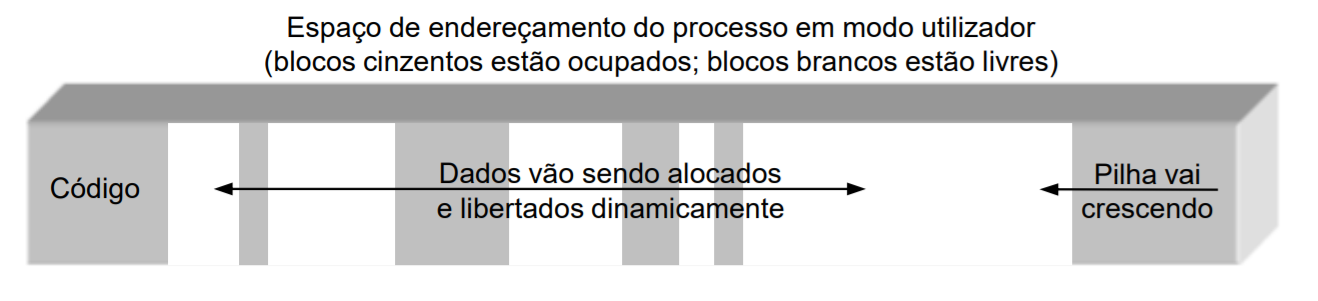 Espaço de endereçamento do processo em modo utilizador
(blocos cinzentos estão ocupados; blocos brancos estão livres)
Código
Dados vão sendo alocados
e libertados dinamicamente
Pilha vai
crescendo